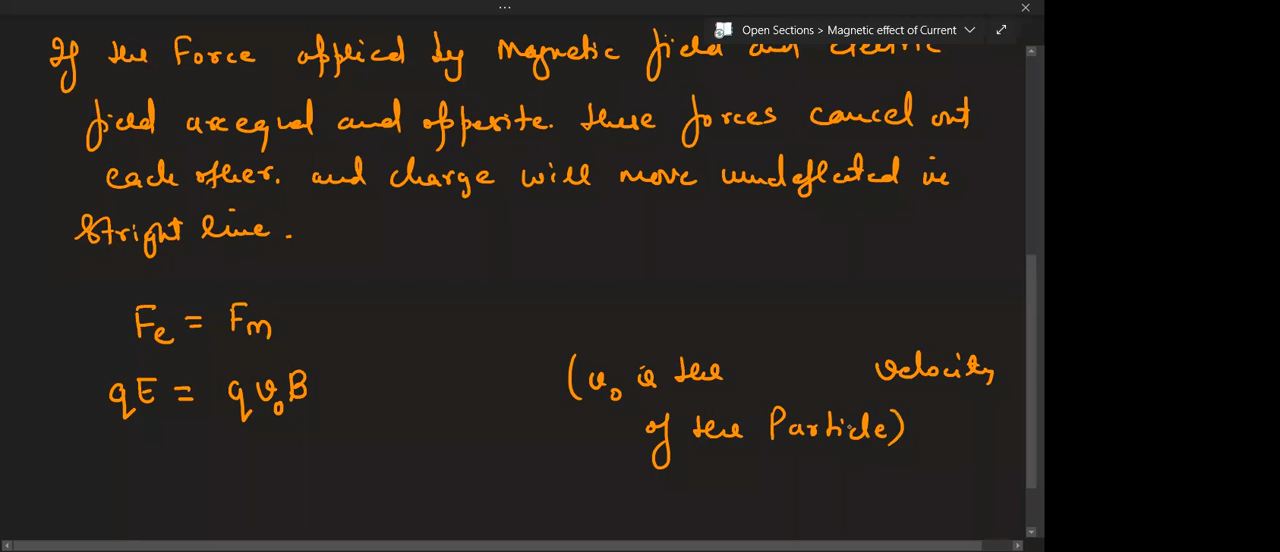 Open Sections > Magnetic effect of Current
If the Force applied by Magnetic field and electric
field are equal and opposite. these forces cancel out
each other. and charge will move undeflected in
Stright line.
Fe = Fm
qE = qv₀B
(v₀ is the velocity
of the Particle)